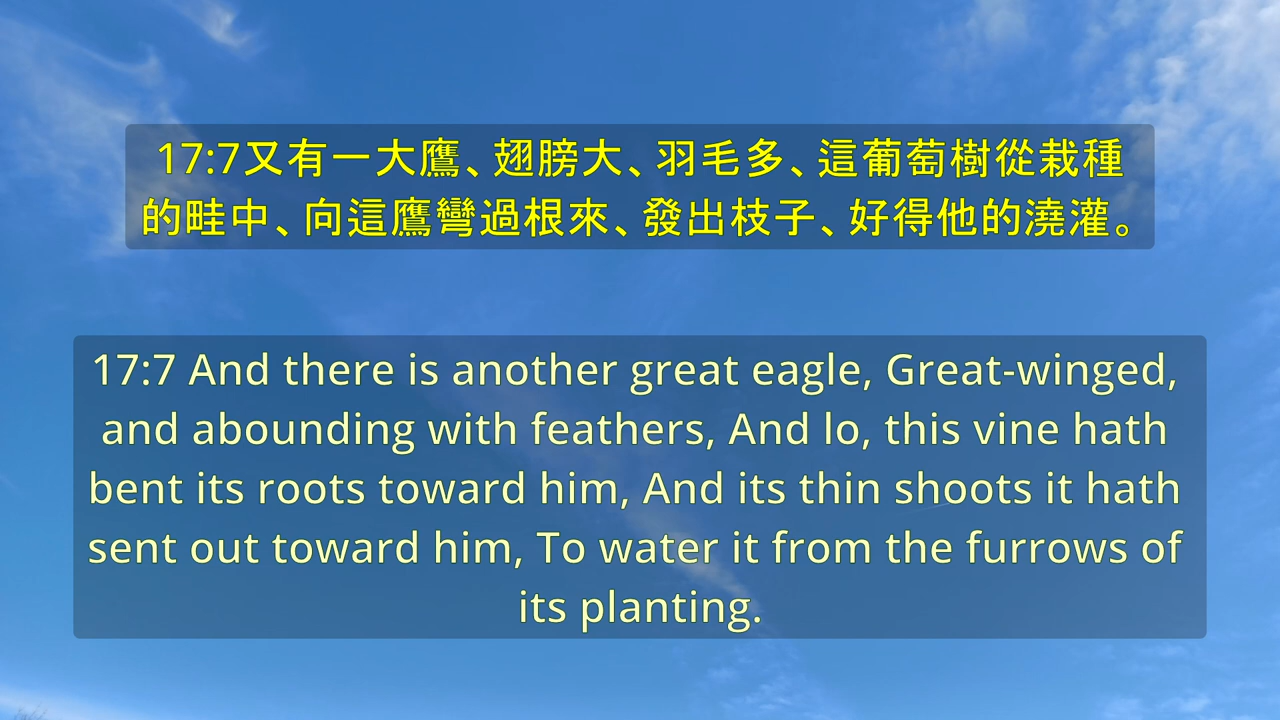 17:7又有一大鷹、翅膀大、羽毛多、這葡萄樹從栽種
的畦中、向這鷹彎過根來、發出枝子、好得他的澆灌。
17:7 And there is another great eagle, Great-winged,
and abounding with feathers, And lo, this vine hath
bent its roots toward him, And its thin shoots it hath
sent out toward him, To water it from the furrows of
its planting.